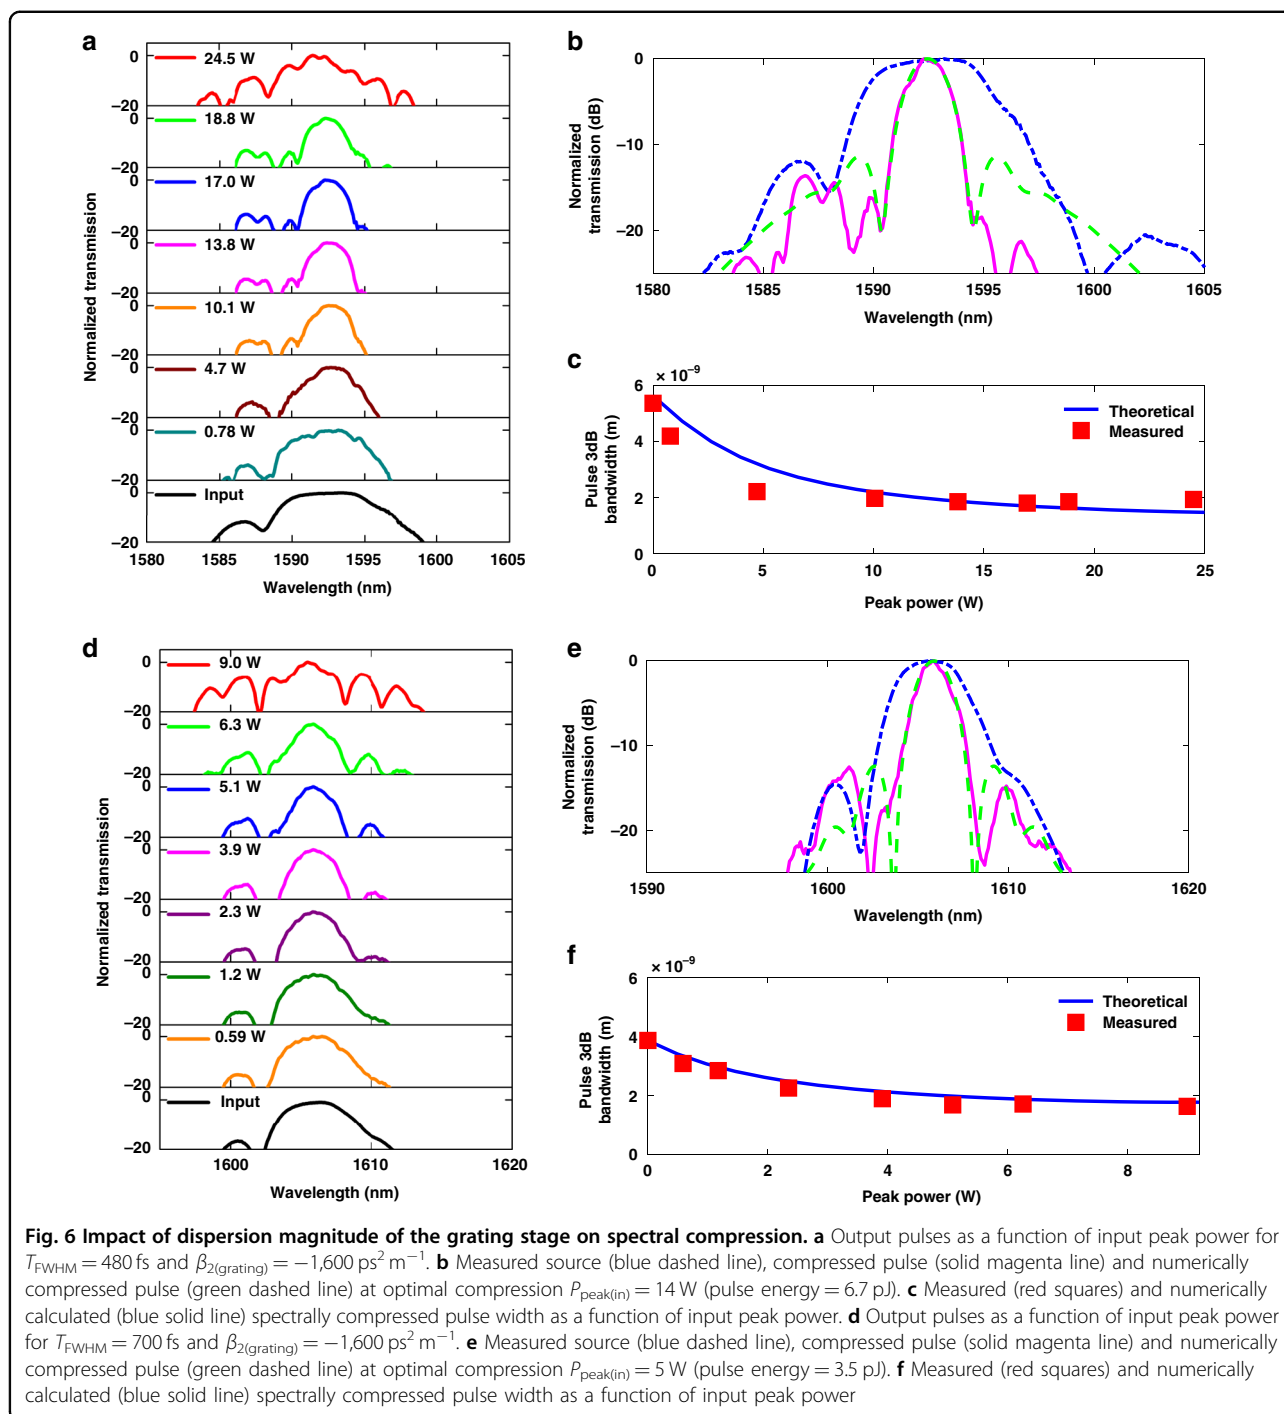 a
24.5 W
18.8 W
17.0 W
13.8 W
10.1 W
4.7 W
0.78 W
Input
0
–20
0
–20
0
–20
0
–20
0
–20
0
–20
0
–20
0
–20
Normalized transmission
1580 1585 1590 1595 1600 1605
Wavelength (nm)
b
0
–10
–20
Normalized
transmission (dB)
1580 1585 1590 1595 1600 1605
Wavelength (nm)
c
× 10⁻⁹
6
4
2
0
Pulse 3dB
bandwidth (m)
Theoretical
Measured
0 5 10 15 20 25
Peak power (W)
d
9.0 W
6.3 W
5.1 W
3.9 W
2.3 W
1.2 W
0.59 W
Input
0
–20
0
–20
0
–20
0
–20
0
–20
0
–20
0
–20
0
–20
Normalized transmission
1600 1610 1620
Wavelength (nm)
e
0
–10
–20
Normalized
transmission (dB)
1590 1600 1610 1620
Wavelength (nm)
f
× 10⁻⁹
6
4
2
0
Pulse 3dB
bandwidth (m)
Theoretical
Measured
0 2 4 6 8
Peak power (W)
Fig. 6 Impact of dispersion magnitude of the grating stage on spectral compression. a Output pulses as a function of input peak power for
T_FWHM = 480 fs and β_2(grating) = −1,600 ps² m⁻¹. b Measured source (blue dashed line), compressed pulse (solid magenta line) and numerically
compressed pulse (green dashed line) at optimal compression P_peak(in) = 14 W (pulse energy = 6.7 pJ). c Measured (red squares) and numerically
calculated (blue solid line) spectrally compressed pulse width as a function of input peak power. d Output pulses as a function of input peak power
for T_FWHM = 700 fs and β_2(grating) = −1,600 ps² m⁻¹. e Measured source (blue dashed line), compressed pulse (solid magenta line) and numerically
compressed pulse (green dashed line) at optimal compression P_peak(in) = 5 W (pulse energy = 3.5 pJ). f Measured (red squares) and numerically
calculated (blue solid line) spectrally compressed pulse width as a function of input peak power